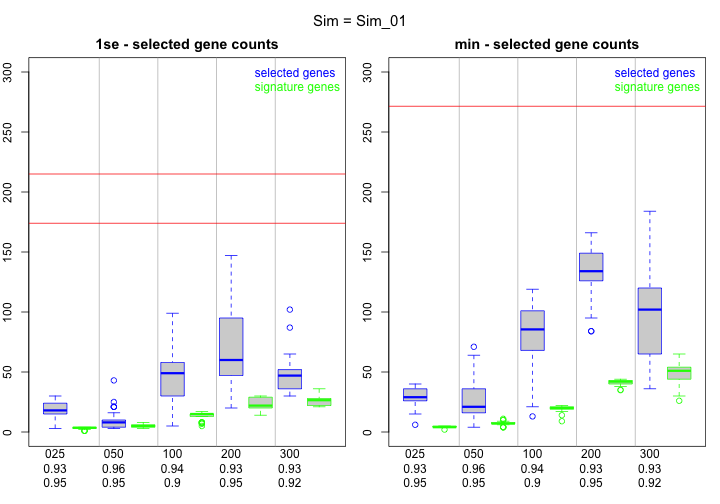 Sim = Sim_01
1se - selected gene counts
selected genes
signature genes
300
250
200
150
100
50
0
025 050 100 200 300
0.93 0.96 0.94 0.93 0.93
0.95 0.95 0.9 0.95 0.92
min - selected gene counts
selected genes
signature genes
300
250
200
150
100
50
0
025 050 100 200 300
0.93 0.96 0.94 0.93 0.93
0.95 0.95 0.9 0.95 0.92